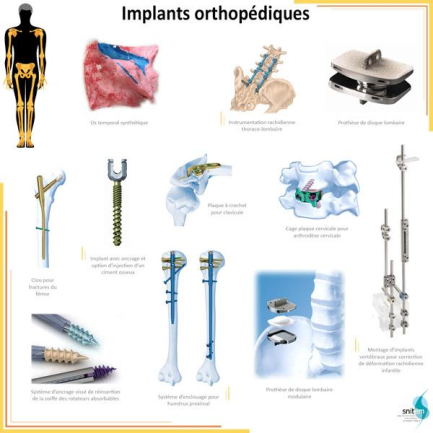 Implants orthopédiques
Os temporal synthétique
Instrumentation rachidienne
thoraco-lombaire
Prothèse de disque lombaire
Plaque à crochet
pour clavicule
Cage plaque cervicale pour
arthrodèse cervicale
Clou pour
fractures du
fémur
Implant avec ancrage et
option d'injection d'un
ciment osseux
Système d'ancrage vissé de réinsertion
de la coiffe des rotateurs absorbables
Système d'enclouage pour
humérus proximal
Prothèse de disque lombaire
modulaire
Montage d'implants
vertébraux pour correction
de déformation rachidienne
infantile
snitem